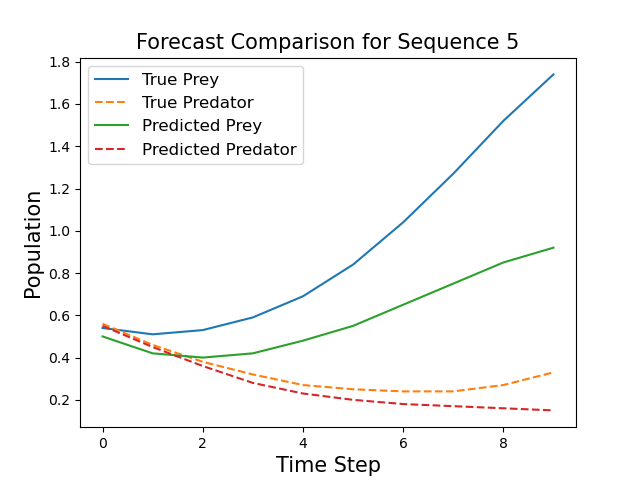 Forecast Comparison for Sequence 5
True Prey
True Predator
Predicted Prey
Predicted Predator
Population
1.8
1.6
1.4
1.2
1.0
0.8
0.6
0.4
0.2
0 2 4 6 8
Time Step